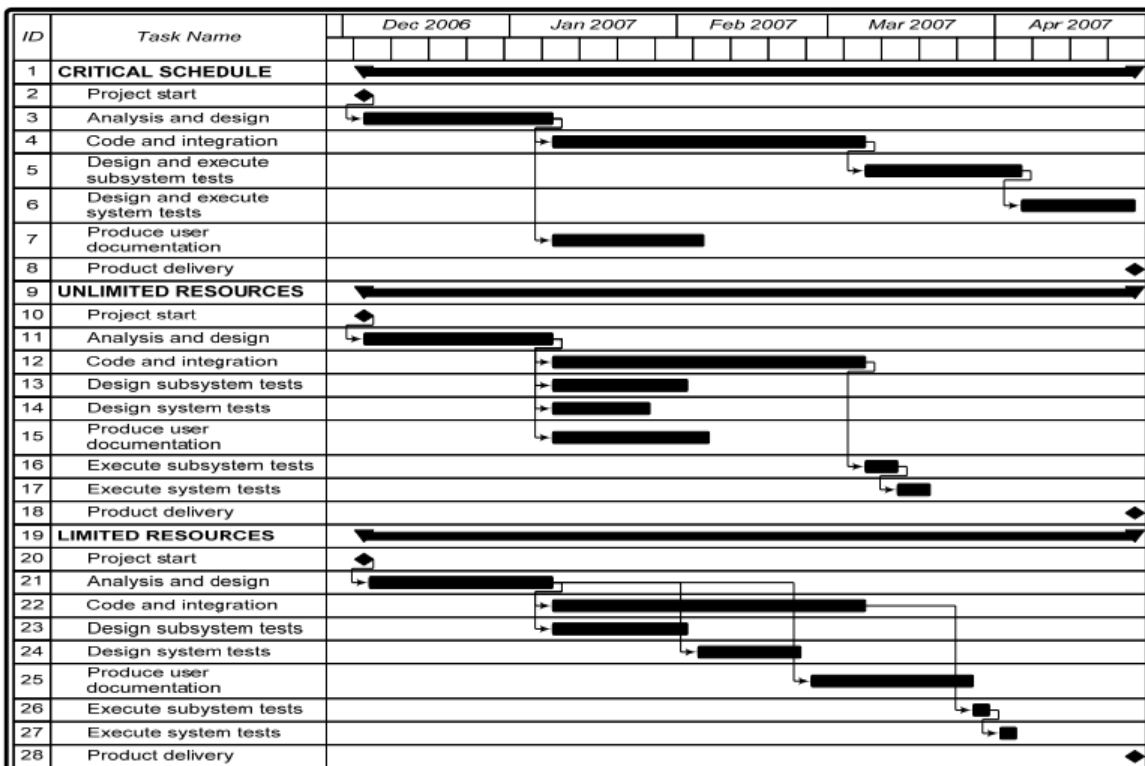 ID Task Name Dec 2006 Jan 2007 Feb 2007 Mar 2007 Apr 2007
1 CRITICAL SCHEDULE
2 Project start
3 Analysis and design
4 Code and integration
5 Design and execute
subsystem tests
6 Design and execute
system tests
7 Produce user
documentation
8 Product delivery
9 UNLIMITED RESOURCES
10 Project start
11 Analysis and design
12 Code and integration
13 Design subsystem tests
14 Design system tests
15 Produce user
documentation
16 Execute subsystem tests
17 Execute system tests
18 Product delivery
19 LIMITED RESOURCES
20 Project start
21 Analysis and design
22 Code and integration
23 Design subsystem tests
24 Design system tests
25 Produce user
documentation
26 Execute subystem tests
27 Execute system tests
28 Product delivery